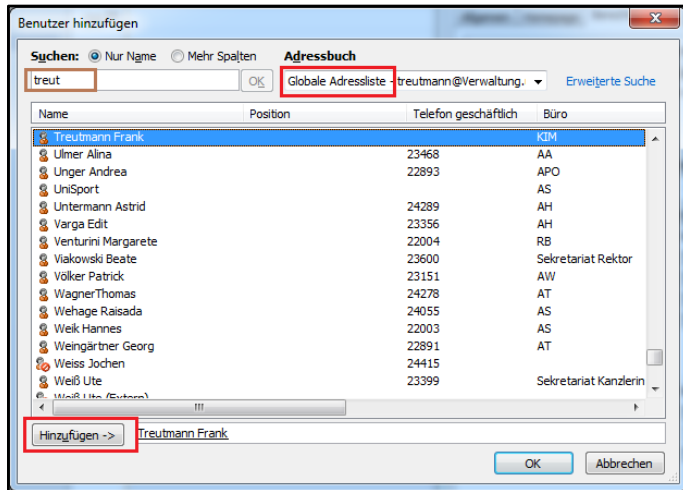 Benutzer hinzufügen
Suchen: Nur Name Mehr Spalten Adressbuch
treut OK Globale Adressliste - treutmann@Verwaltung. Erweiterte Suche
Name Position Telefon geschäftlich Büro
Treutmann Frank KIM
Ulmer Alina 23468 AA
Unger Andrea 22893 APO
UniSport AS
Untermann Astrid 24289 AH
Varga Edit 23356 AH
Venturini Margarete 22004 RB
Viakowski Beate 23600 Sekretariat Rektor
Völker Patrick 23151 AW
WagnerThomas 24278 AT
Wehage Raisada 24055 AS
Weik Hannes 22003 AS
Weingärtner Georg 22891 AT
Weiss Jochen 24415
Weiß Ute 23399 Sekretariat Kanzlerin
Weiß Ute (Extern)
Hinzufügen -> Treutmann Frank
OK Abbrechen